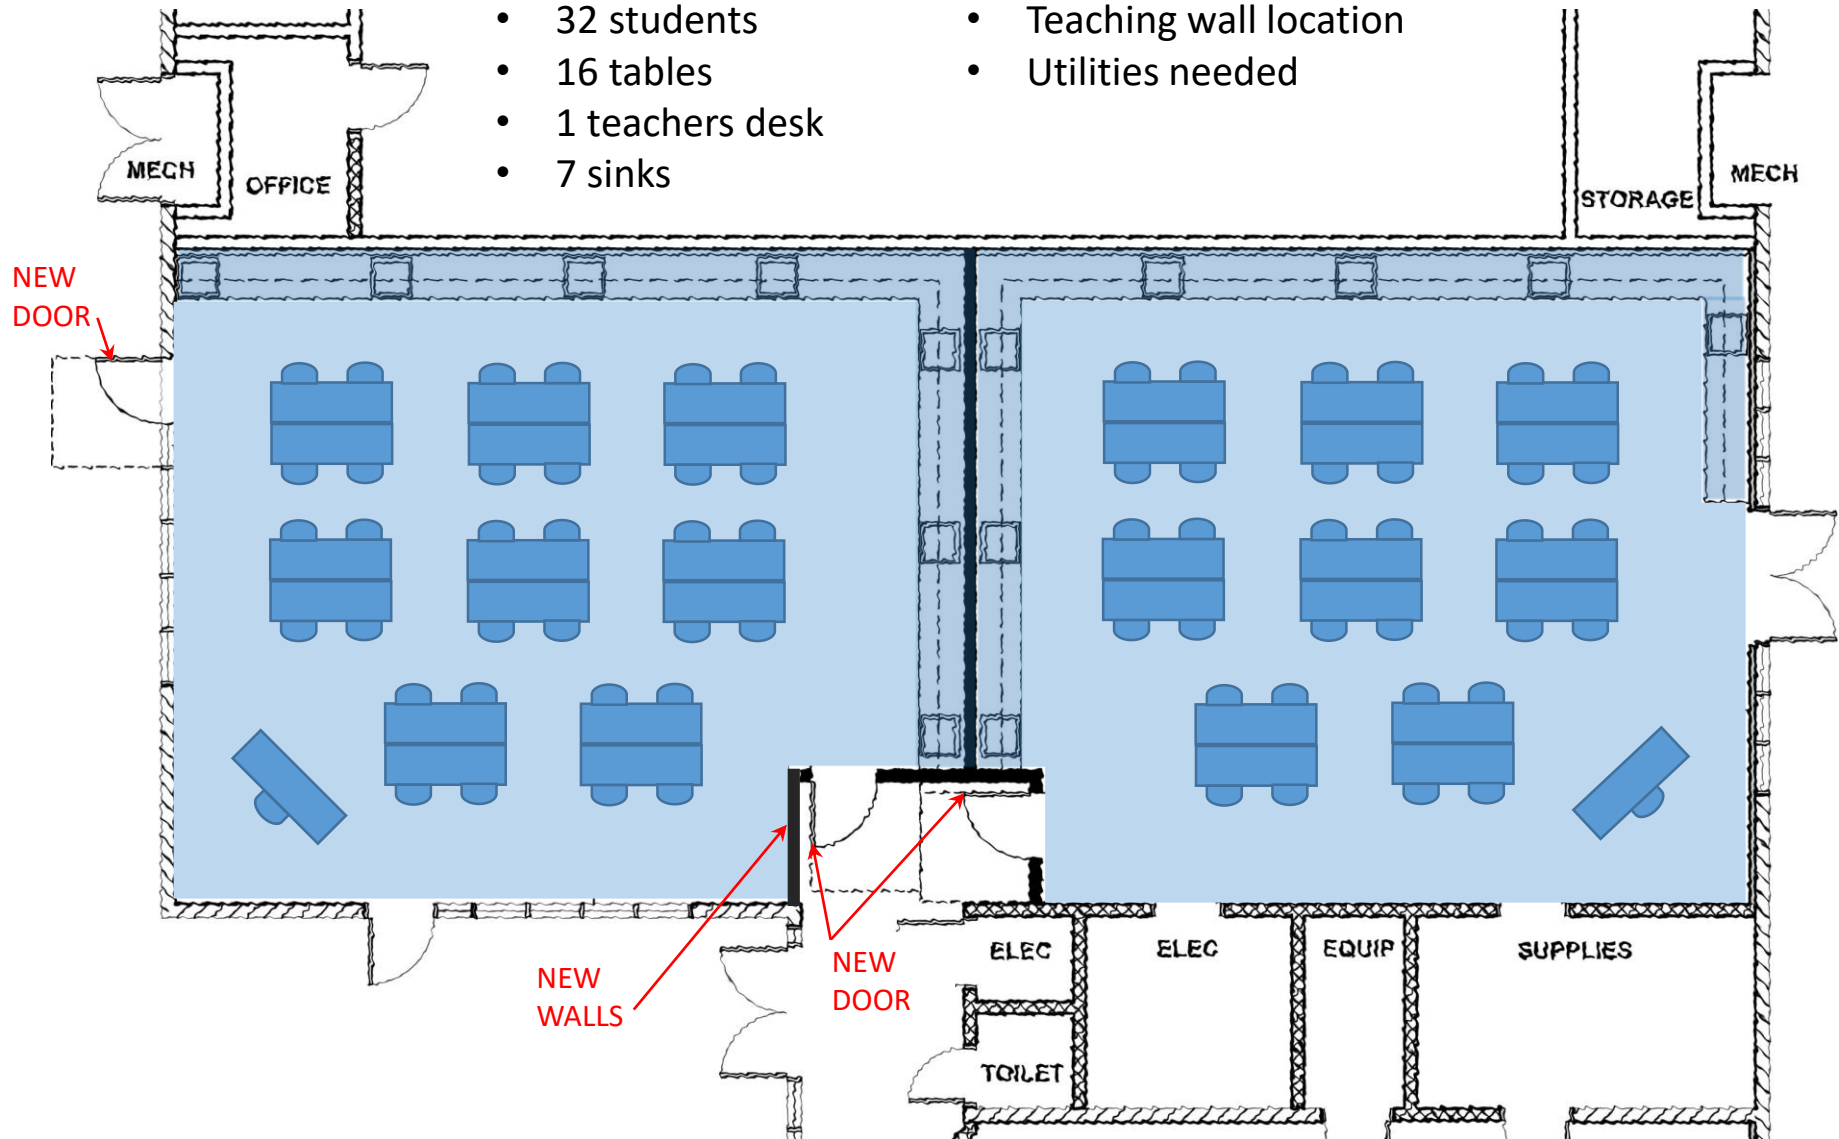 • 32 students
• 16 tables
• 1 teachers desk
• 7 sinks
• Teaching wall location
• Utilities needed
MECH
OFFICE
STORAGE
MECH
NEW
DOOR
NEW
WALLS
NEW
DOOR
ELEC
ELEC
EQUIP
SUPPLIES
TOILET